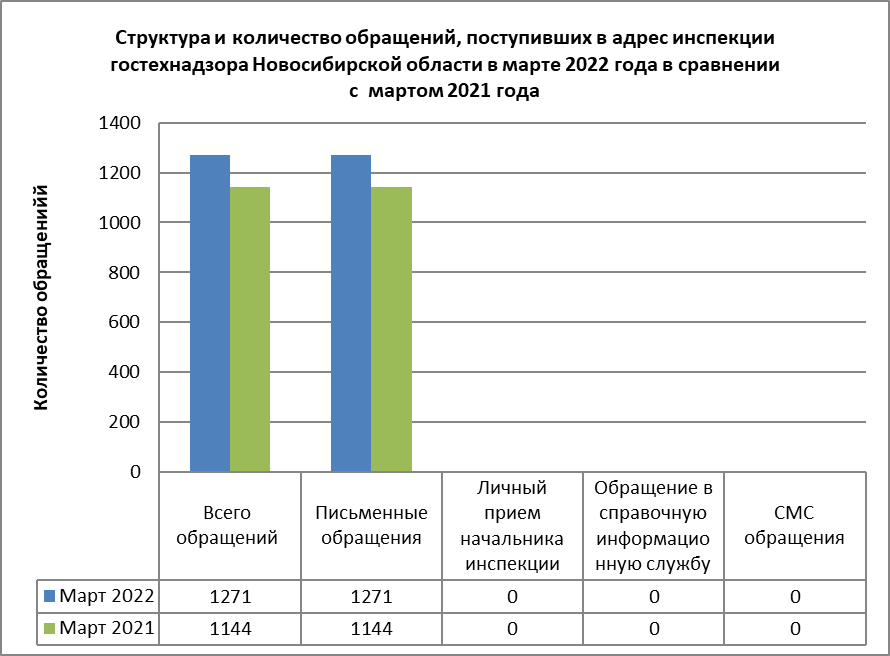 Структура и количество обращений, поступивших в адрес инспекции
гостехнадзора Новосибирской области в марте 2022 года в сравнении
с мартом 2021 года
Количество обращенийй
1400
1200
1000
800
600
400
200
0
Всего
обращений
Письменные
обращения
Личный
прием
начальника
инспекции
Обращение в
справочную
информацио
нную службу
СМС
обращения
Март 2022 1271 1271 0 0 0
Март 2021 1144 1144 0 0 0